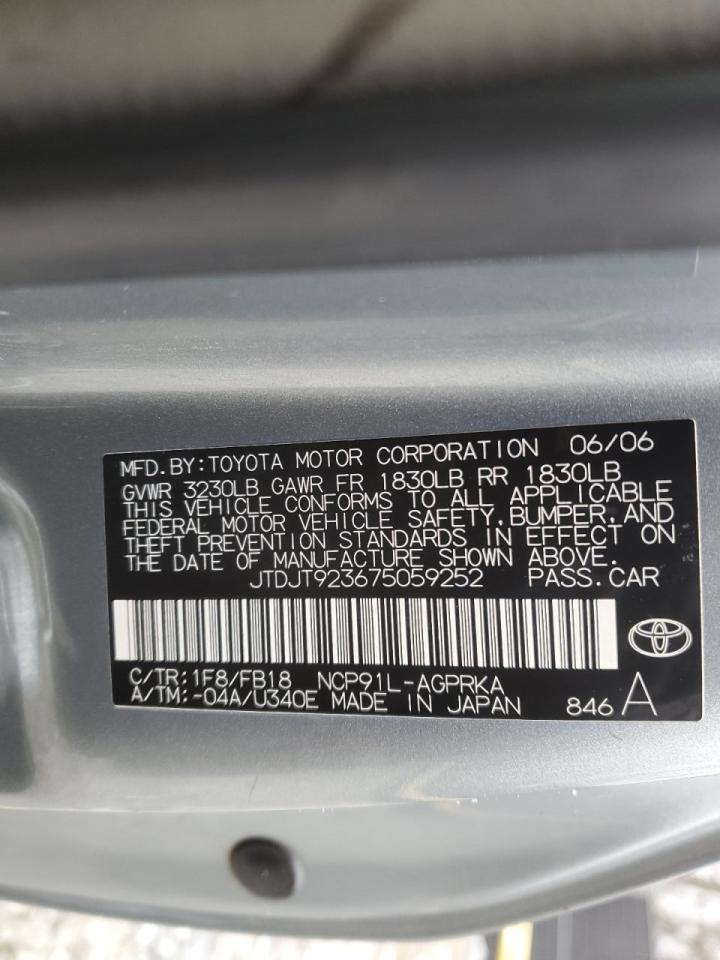 MFD.BY:TOYOTA MOTOR CORPORATION 06/06
GVWR 3230LB GAWR FR 1830LB RR 1830LB
THIS VEHICLE CONFORMS TO ALL APPLICABLE
FEDERAL MOTOR VEHICLE SAFETY,BUMPER,AND
THEFT PREVENTION STANDARDS IN EFFECT ON
THE DATE OF MANUFACTURE SHOWN ABOVE.
JTDJT923675059252 PASS.CAR
C/TR:1F8/FB18 NCP91L-AGPRKA
A/TM:-04A/U340E MADE IN JAPAN 846 A